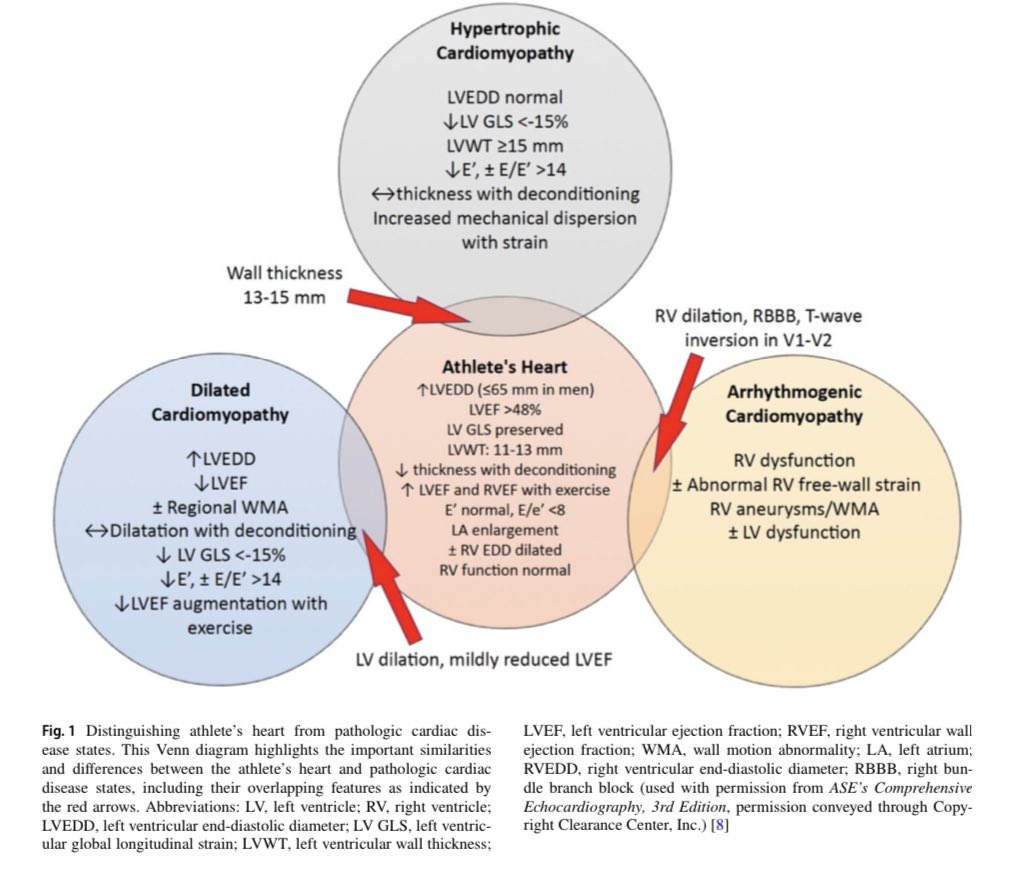 Hypertrophic
Cardiomyopathy
LVEDD normal
↓LV GLS <-15%
LVWT ≥15 mm
↓E′, ± E/E′ >14
↔thickness with deconditioning
Increased mechanical dispersion
with strain
Wall thickness
13-15 mm
RV dilation, RBBB, T-wave
inversion in V1-V2
Athlete's Heart
↑LVEDD (≤65 mm in men)
LVEF >48%
LV GLS preserved
LVWT: 11-13 mm
↓ thickness with deconditioning
↑ LVEF and RVEF with exercise
E′ normal, E/e′ <8
LA enlargement
± RV EDD dilated
RV function normal
Dilated
Cardiomyopathy
↑LVEDD
↓LVEF
± Regional WMA
↔Dilatation with deconditioning
↓ LV GLS <-15%
↓E′, ± E/E′ >14
↓LVEF augmentation with
exercise
Arrhythmogenic
Cardiomyopathy
RV dysfunction
± Abnormal RV free-wall strain
RV aneurysms/WMA
± LV dysfunction
LV dilation, mildly reduced LVEF
Fig. 1 Distinguishing athlete's heart from pathologic cardiac dis-
ease states. This Venn diagram highlights the important similarities
and differences between the athlete's heart and pathologic cardiac
disease states, including their overlapping features as indicated by
the red arrows. Abbreviations: LV, left ventricle; RV, right ventricle;
LVEDD, left ventricular end-diastolic diameter; LV GLS, left ventric-
ular global longitudinal strain; LVWT, left ventricular wall thickness;
LVEF, left ventricular ejection fraction; RVEF, right ventricular wall
ejection fraction; WMA, wall motion abnormality; LA, left atrium;
RVEDD, right ventricular end-diastolic diameter; RBBB, right bun-
dle branch block (used with permission from ASE's Comprehensive
Echocardiography, 3rd Edition, permission conveyed through Copy-
right Clearance Center, Inc.) [8]